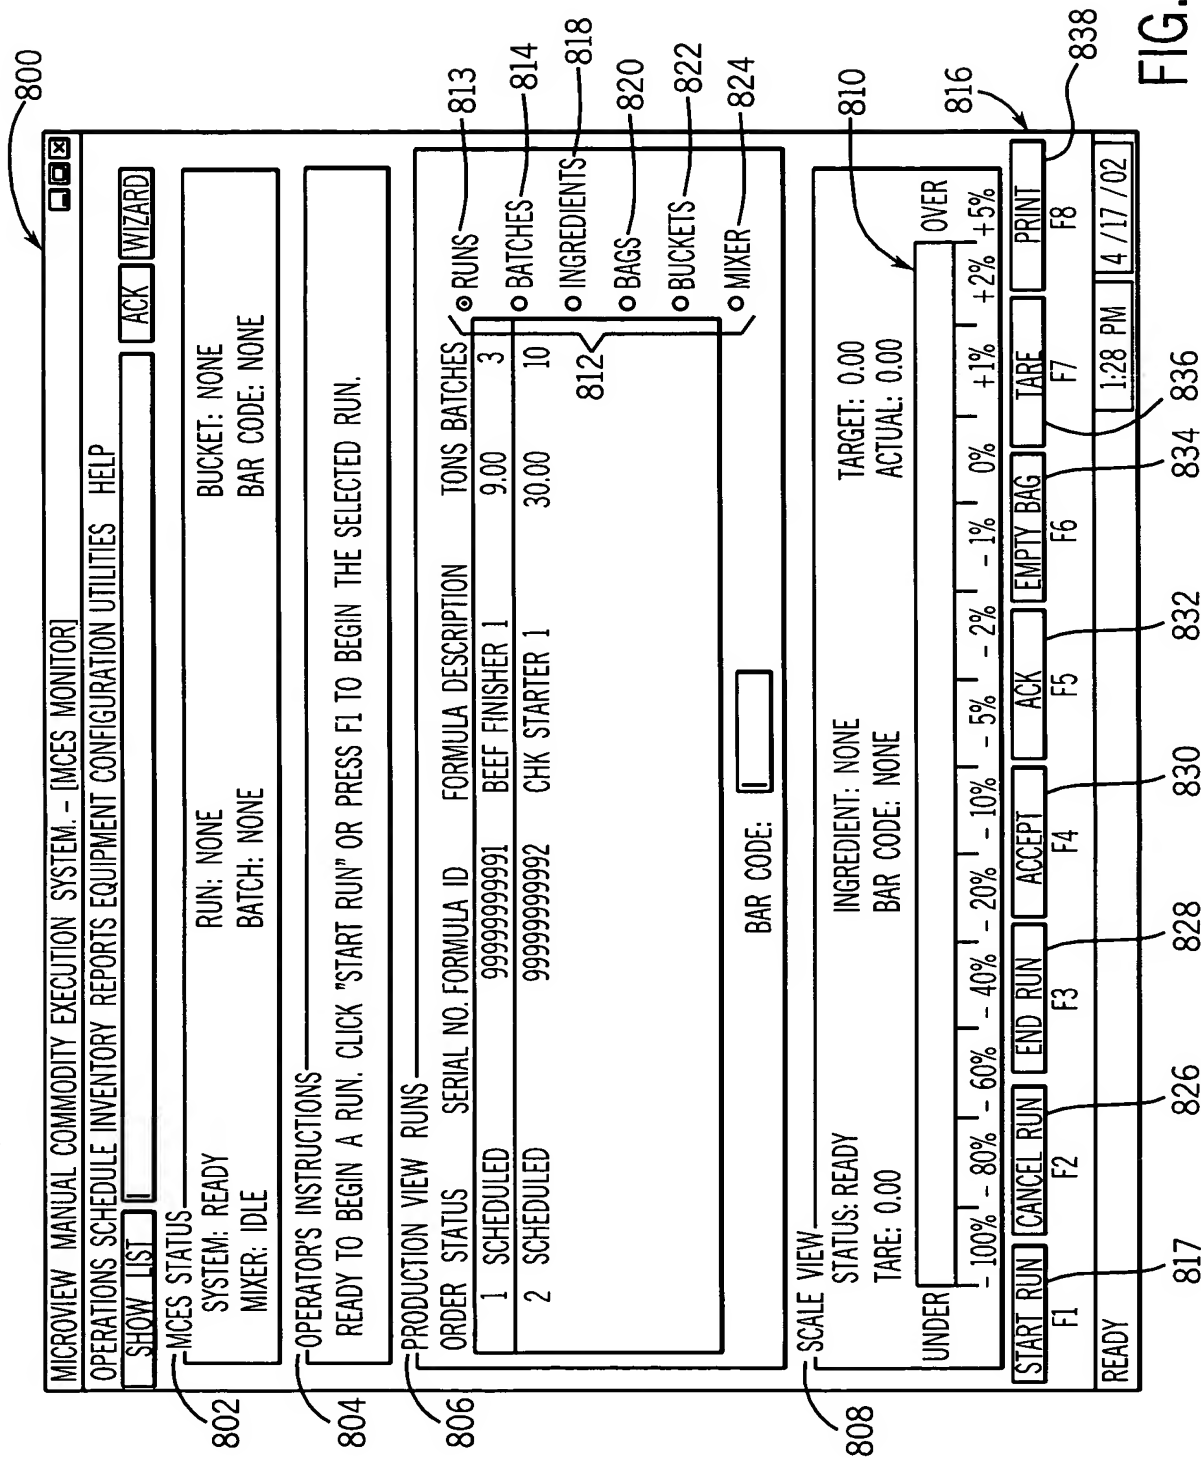 800
MICROVIEW MANUAL COMMODITY EXECUTION SYSTEM. - [MCES MONITOR]
OPERATIONS SCHEDULE INVENTORY REPORTS EQUIPMENT CONFIGURATION UTILITIES HELP
SHOW LIST ACK WIZARD
802
MCES STATUS
SYSTEM: READY RUN: NONE BUCKET: NONE
MIXER: IDLE BATCH: NONE BAR CODE: NONE
804
OPERATOR'S INSTRUCTIONS
READY TO BEGIN A RUN. CLICK "START RUN" OR PRESS F1 TO BEGIN THE SELECTED RUN.
806
PRODUCTION VIEW RUNS
ORDER STATUS SERIAL NO. FORMULA ID FORMULA DESCRIPTION TONS BATCHES
1 SCHEDULED 99999999991 BEEF FINISHER 1 9.00 3
2 SCHEDULED 99999999992 CHK STARTER 1 30.00 10
812
RUNS 813
BATCHES 814
INGREDIENTS 818
BAGS 820
BUCKETS 822
MIXER 824
BAR CODE:
808
SCALE VIEW
STATUS: READY INGREDIENT: NONE TARGET: 0.00
TARE: 0.00 BAR CODE: NONE ACTUAL: 0.00
810
UNDER OVER
- 100% - 80% - 60% - 40% - 20% - 10% - 5% - 2% - 1% 0% +1% +2% +5%
816
START RUN CANCEL RUN END RUN ACCEPT ACK EMPTY BAG TARE PRINT
F1 F2 F3 F4 F5 F6 F7 F8
READY 1:28 PM 4 /17 /02
817 826 828 830 832 834 836 838
FIG.